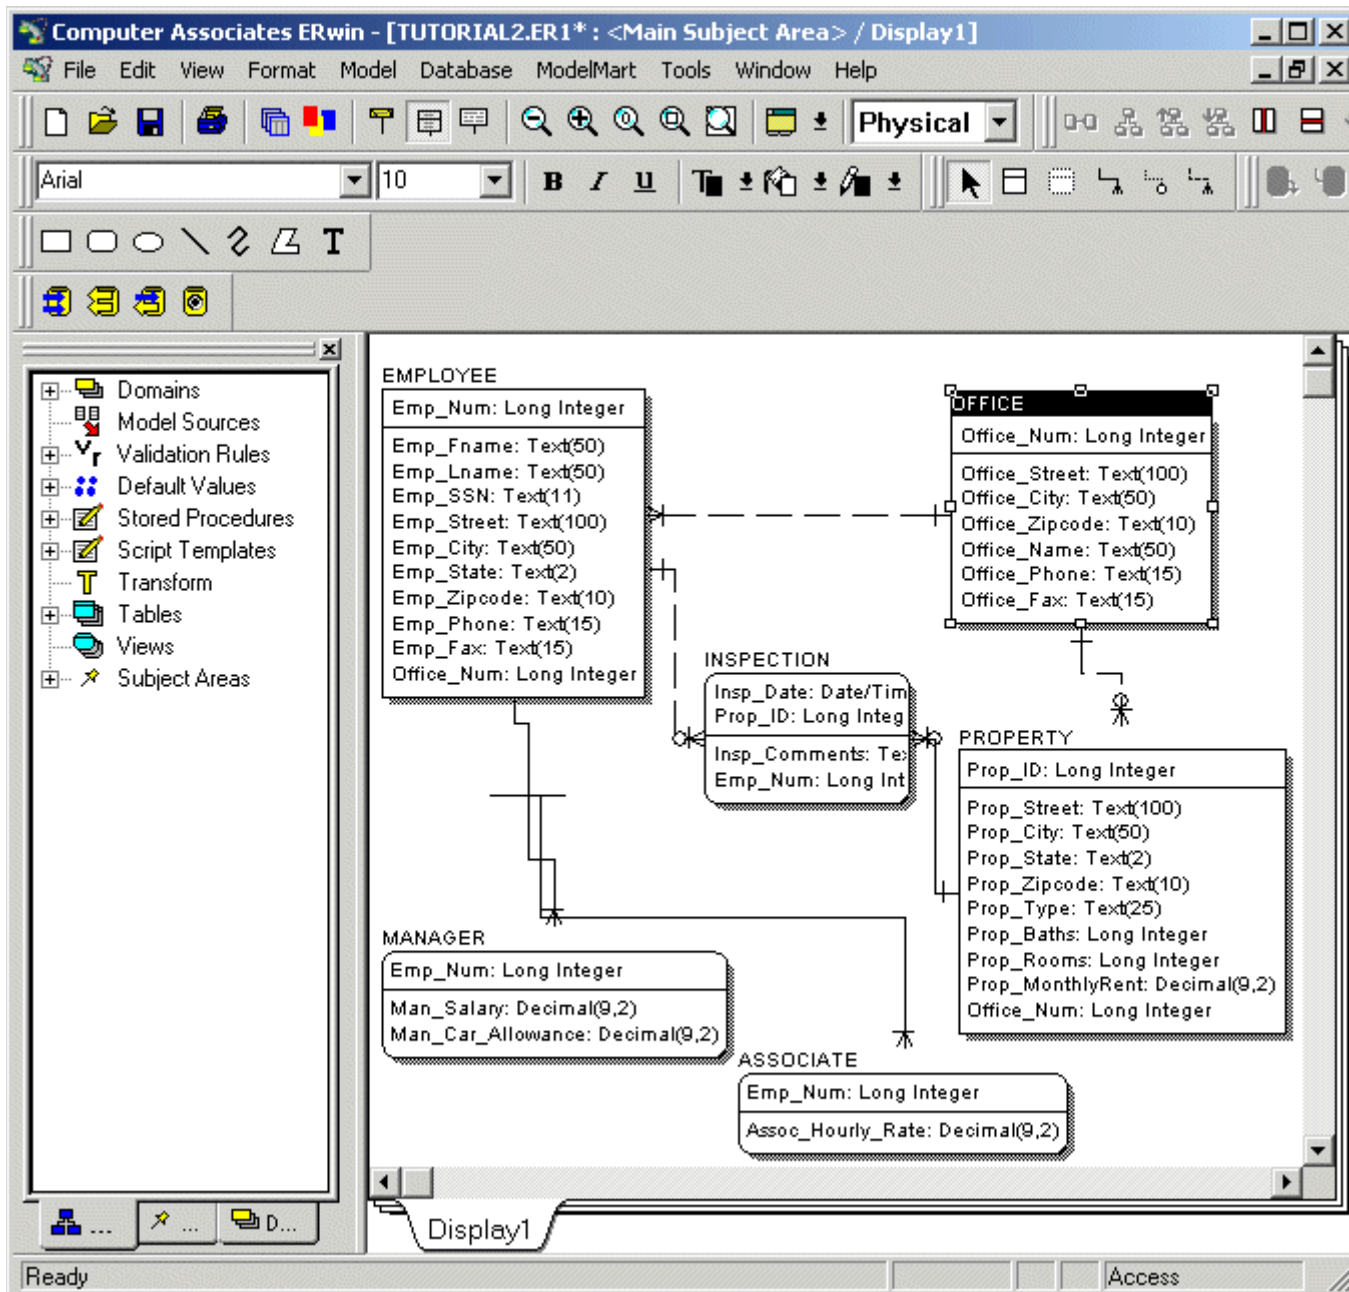 Computer Associates ERwin - [TUTORIAL2.ER1* : <Main Subject Area> / Display1]
File Edit View Format Model Database ModelMart Tools Window Help
Physical
Arial 10 B I U T
T
Domains
Model Sources
Validation Rules
Default Values
Stored Procedures
Script Templates
Transform
Tables
Views
Subject Areas
... ... D...
EMPLOYEE
Emp_Num: Long Integer
Emp_Fname: Text(50)
Emp_Lname: Text(50)
Emp_SSN: Text(11)
Emp_Street: Text(100)
Emp_City: Text(50)
Emp_State: Text(2)
Emp_Zipcode: Text(10)
Emp_Phone: Text(15)
Emp_Fax: Text(15)
Office_Num: Long Integer
OFFICE
Office_Num: Long Integer
Office_Street: Text(100)
Office_City: Text(50)
Office_Zipcode: Text(10)
Office_Name: Text(50)
Office_Phone: Text(15)
Office_Fax: Text(15)
INSPECTION
Insp_Date: Date/Tim
Prop_ID: Long Integ
Insp_Comments: Te
Emp_Num: Long Int
PROPERTY
Prop_ID: Long Integer
Prop_Street: Text(100)
Prop_City: Text(50)
Prop_State: Text(2)
Prop_Zipcode: Text(10)
Prop_Type: Text(25)
Prop_Baths: Long Integer
Prop_Rooms: Long Integer
Prop_MonthlyRent: Decimal(9,2)
Office_Num: Long Integer
MANAGER
Emp_Num: Long Integer
Man_Salary: Decimal(9,2)
Man_Car_Allowance: Decimal(9,2)
ASSOCIATE
Emp_Num: Long Integer
Assoc_Hourly_Rate: Decimal(9,2)
Display1
Ready Access